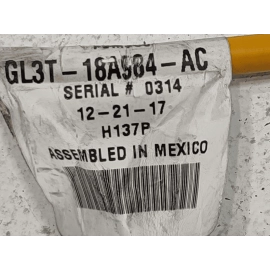 GL3T-18A984-AC
SERIAL # 0314
12-21-17
H137P
ASSEMBLED IN MEXICO